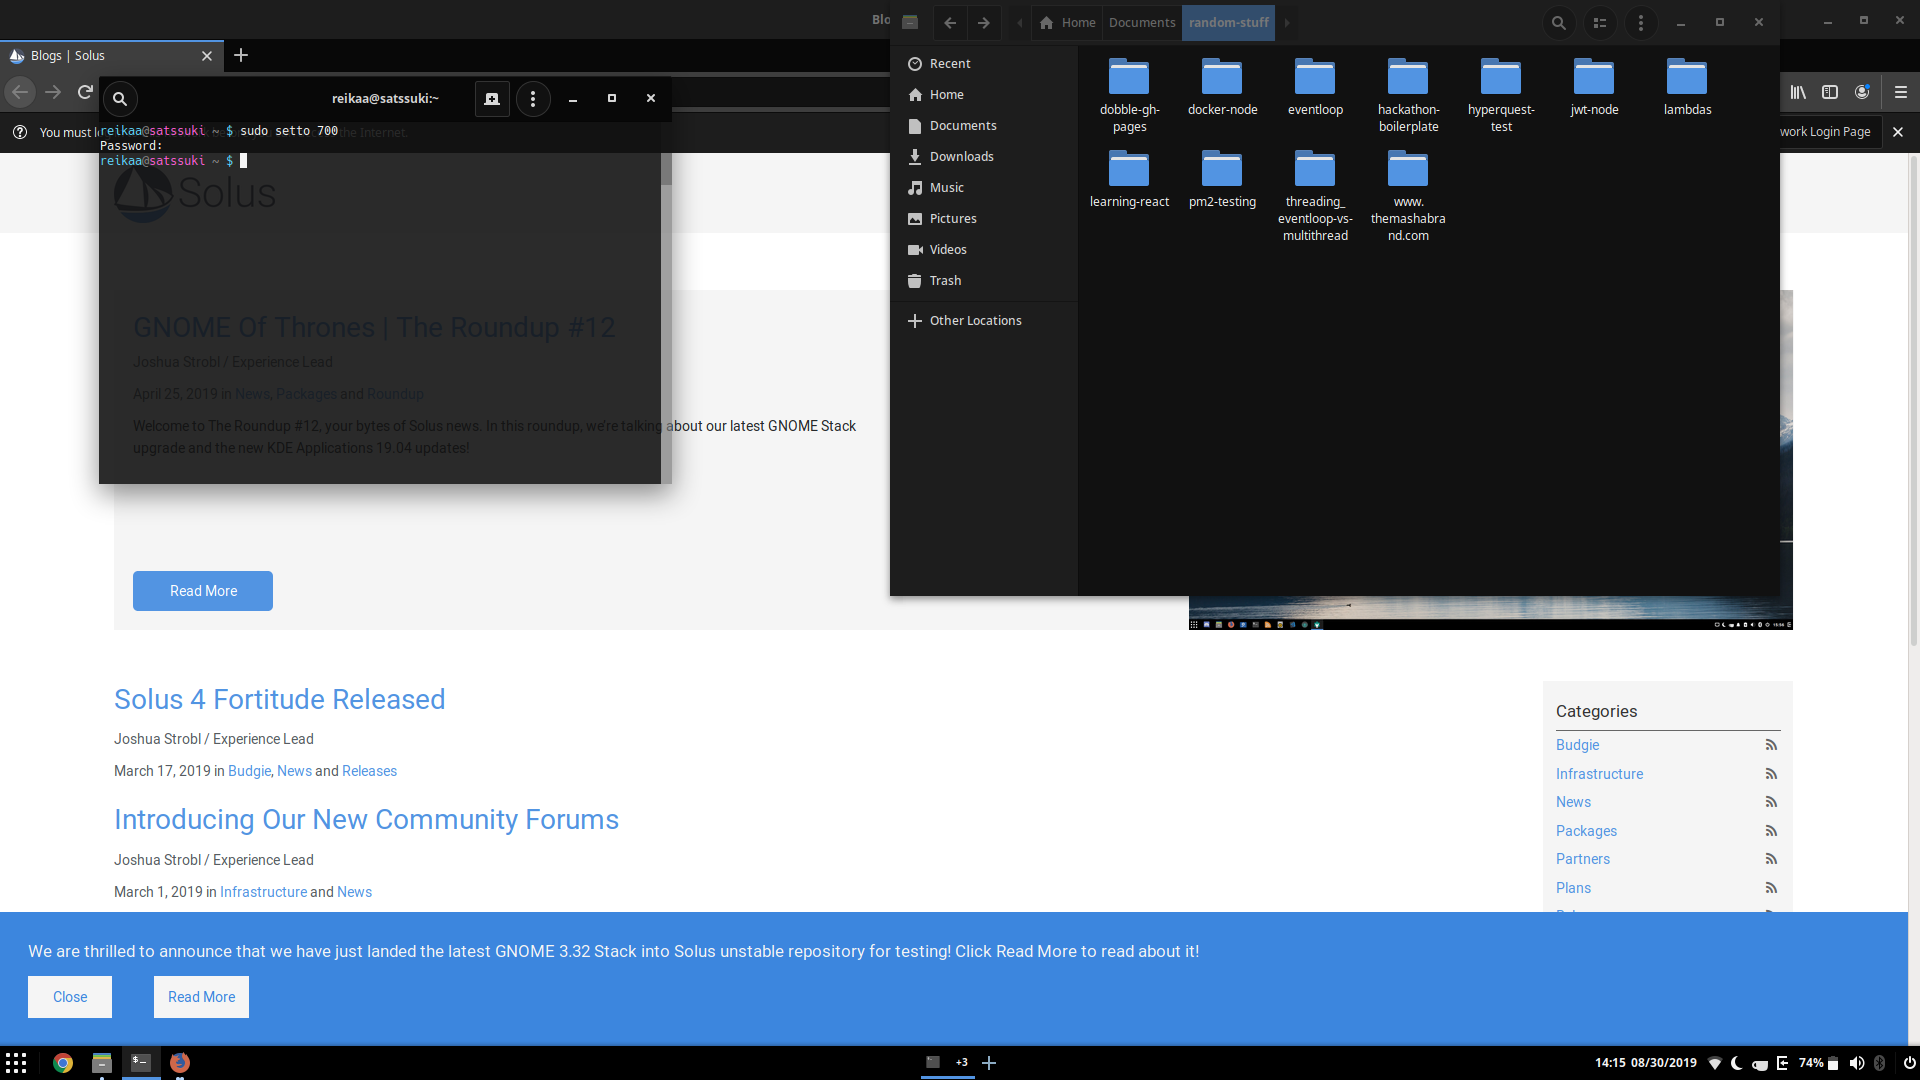 Blo
Blogs | Solus
reikaa@satssuki:~
You must l
reikaa@satssuki ~ $ sudo setto 700
the Internet.
Password:
reikaa@satssuki ~ $
Solus
GNOME Of Thrones | The Roundup #12
Joshua Strobl / Experience Lead
April 25, 2019 in News, Packages and Roundup
Welcome to The Roundup #12, your bytes of Solus news. In this roundup, we're talking about our latest GNOME Stack
upgrade and the new KDE Applications 19.04 updates!
Read More
Home
Documents
random-stuff
Recent
Home
Documents
Downloads
Music
Pictures
Videos
Trash
Other Locations
dobble-gh-
pages
docker-node
eventloop
hackathon-
boilerplate
hyperquest-
test
jwt-node
lambdas
learning-react
pm2-testing
threading_
eventloop-vs-
multithread
www.
themashabra
nd.com
work Login Page
Solus 4 Fortitude Released
Joshua Strobl / Experience Lead
March 17, 2019 in Budgie, News and Releases
Introducing Our New Community Forums
Joshua Strobl / Experience Lead
March 1, 2019 in Infrastructure and News
Categories
Budgie
Infrastructure
News
Packages
Partners
Plans
We are thrilled to announce that we have just landed the latest GNOME 3.32 Stack into Solus unstable repository for testing! Click Read More to read about it!
Close
Read More
+3
14:15 08/30/2019
74%